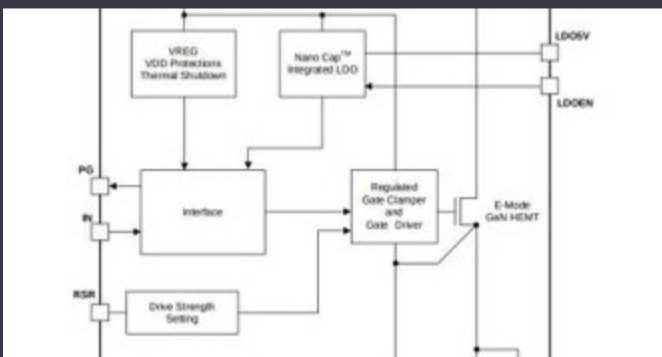 VREG
VDD Protections
Thermal Shutdown
Nano Cap™
Integrated LDO
LDO5V
LDOEN
PG
Interface
Regulated
Gate Clamper
and
Gate Driver
E-Mode
GaN HEMT
IN
RSR
Drive Strength
Setting